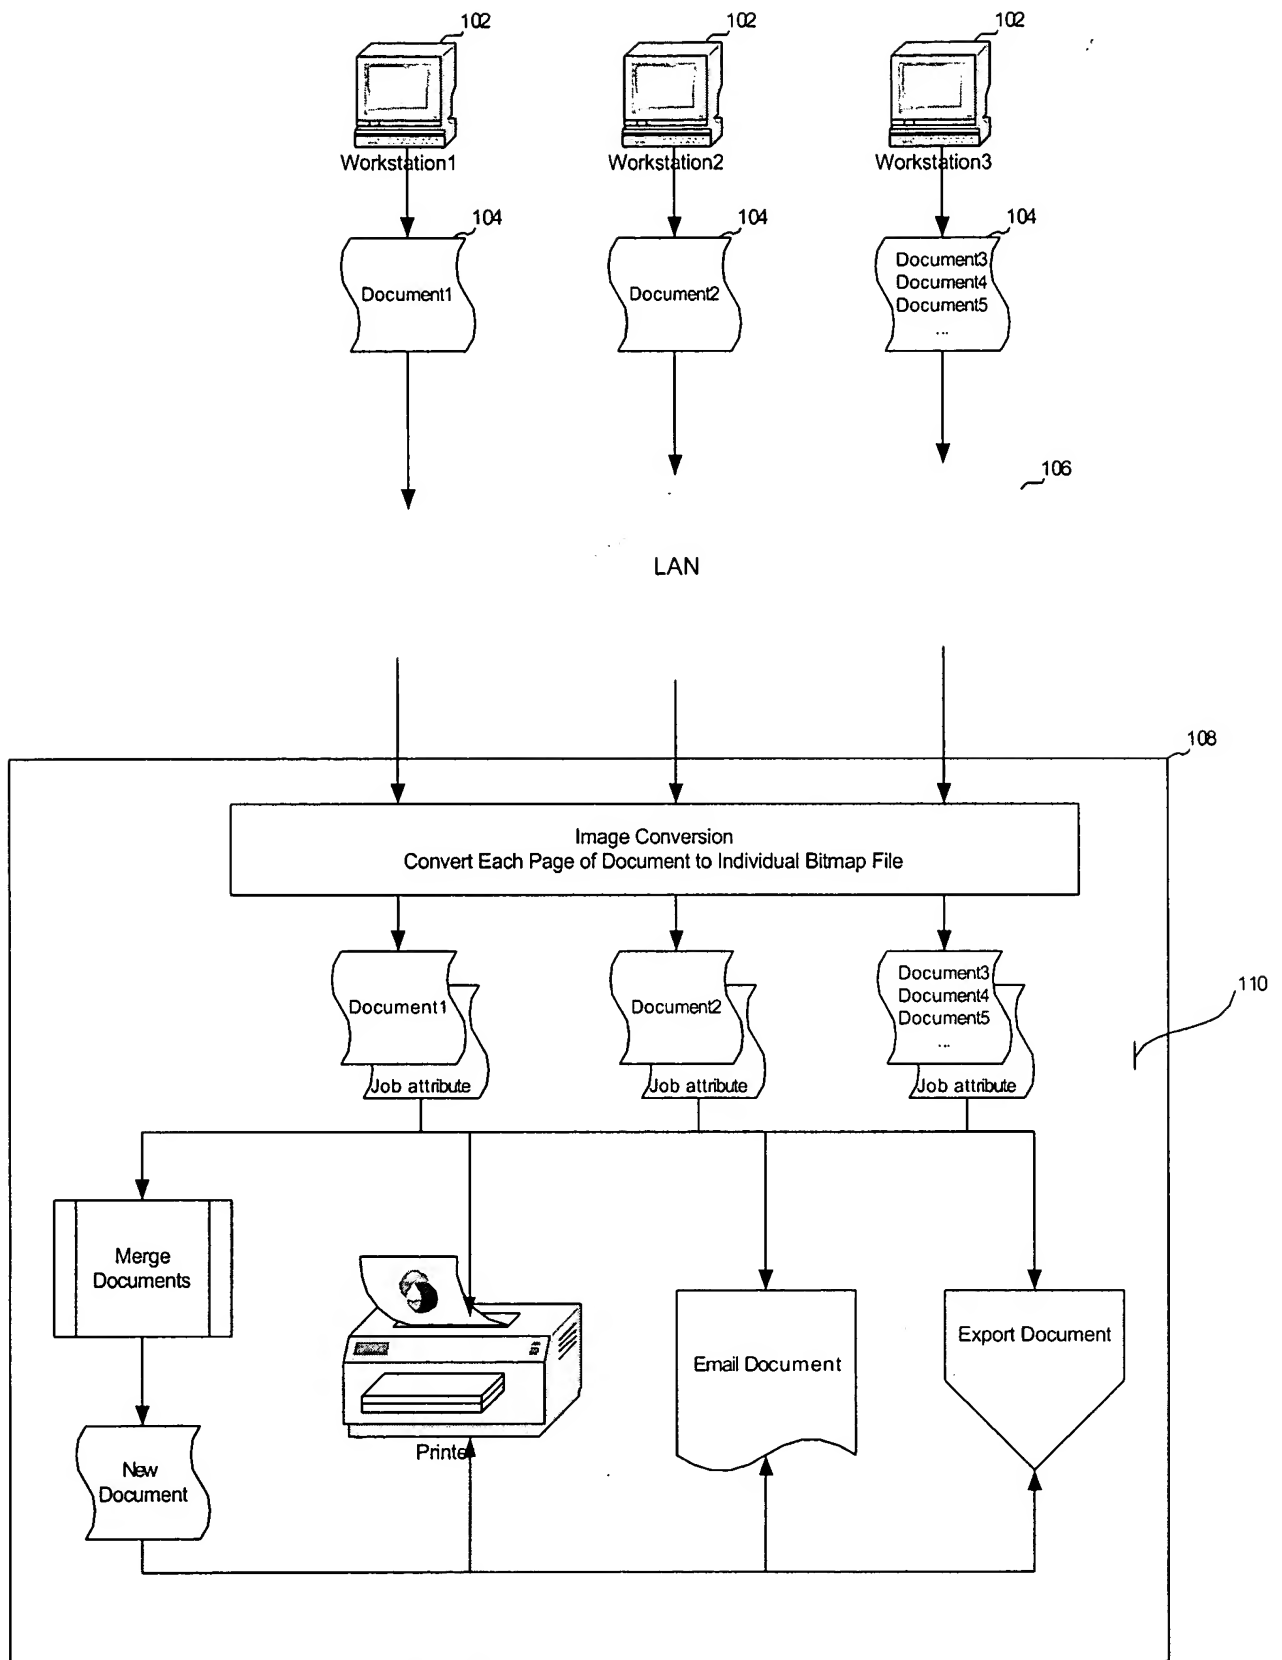 102
102
102
Workstation1
Workstation2
Workstation3
104
104
104
Document1
Document2
Document3
Document4
Document5
...
106
LAN
108
Image Conversion
Convert Each Page of Document to Individual Bitmap File
Document1
Job attribute
Document2
Job attribute
Document3
Document4
Document5
...
Job attribute
110
Merge
Documents
Printer
Email Document
Export Document
New
Document